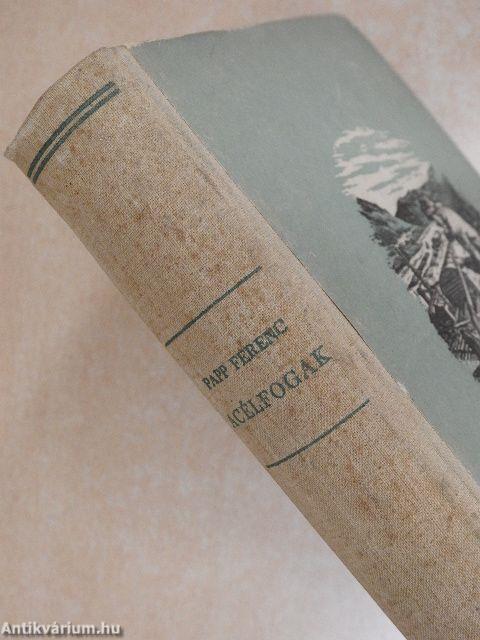 PAPP FERENC
ACÉLFOGAK
Antikvárium.hu